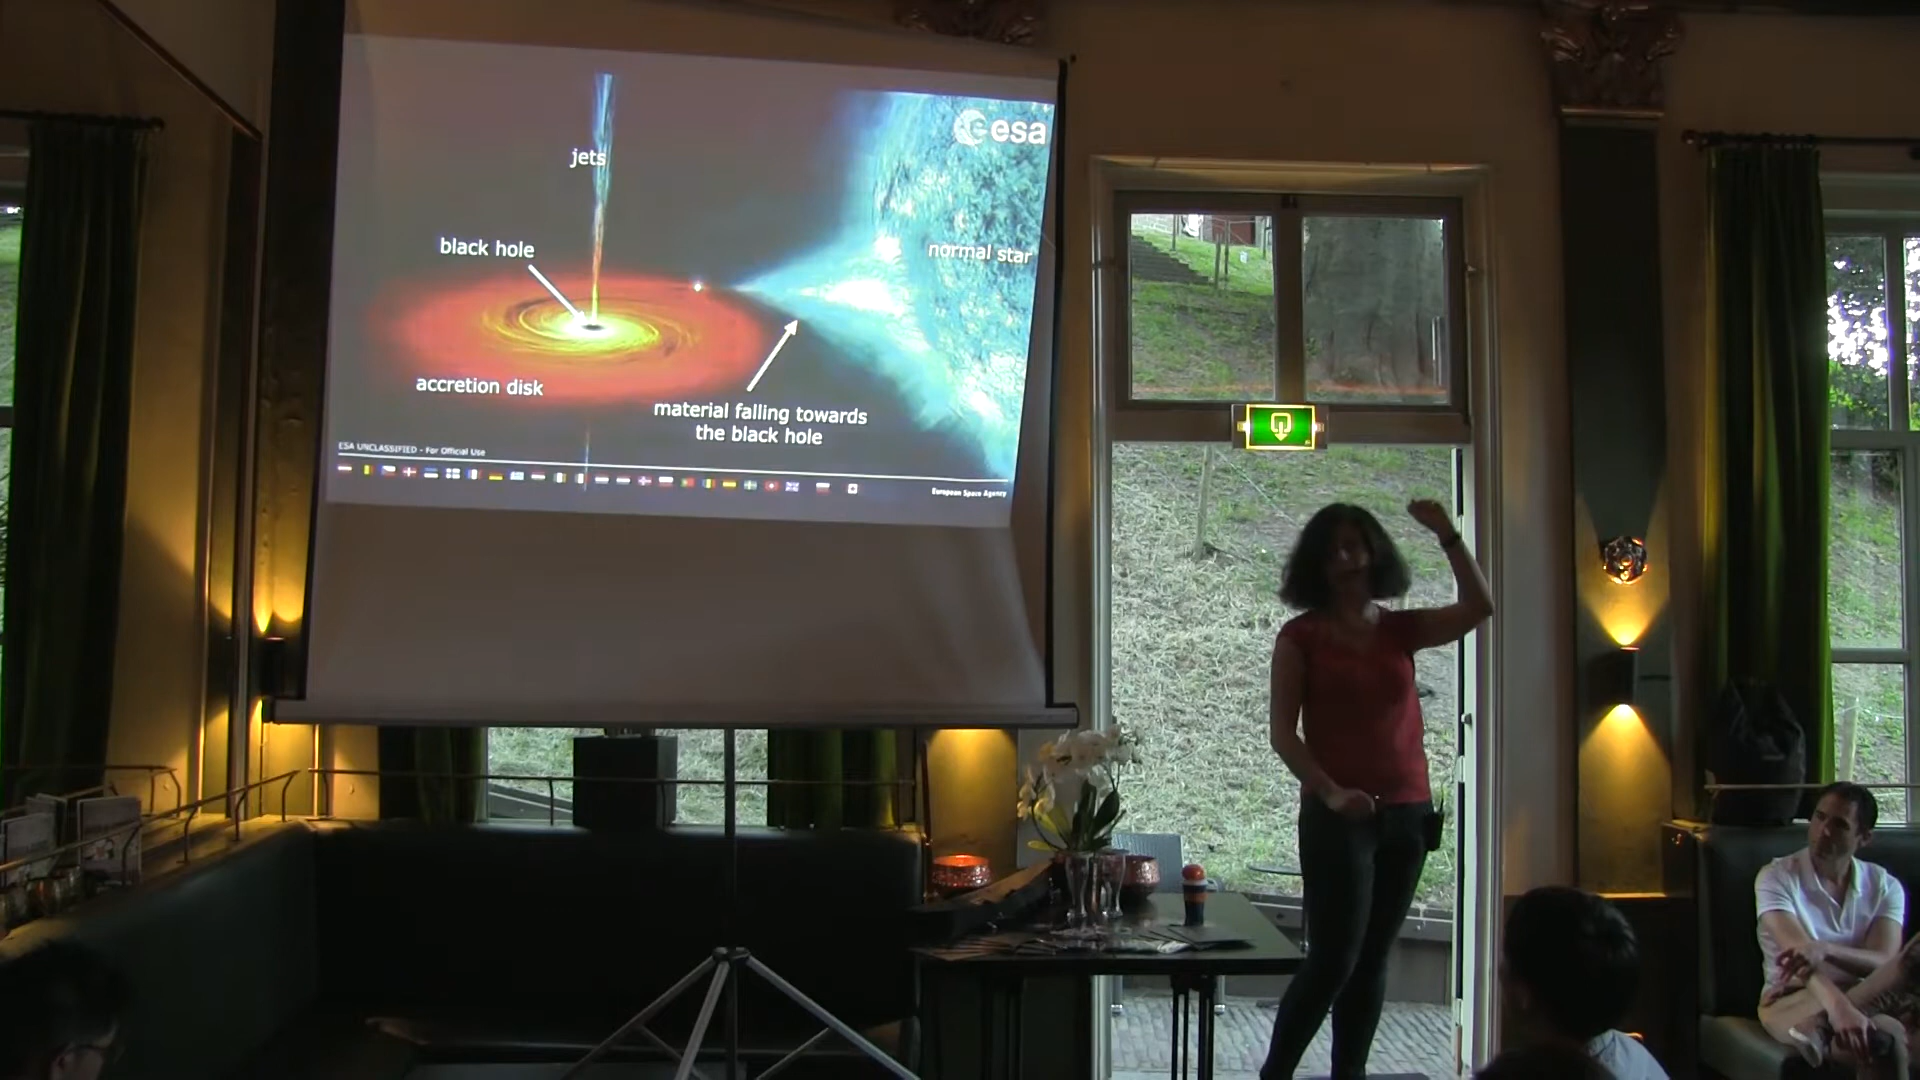 esa
jets
black hole
normal star
accretion disk
material falling towards
the black hole
ESA UNCLASSIFIED - For Official Use
European Space Agency